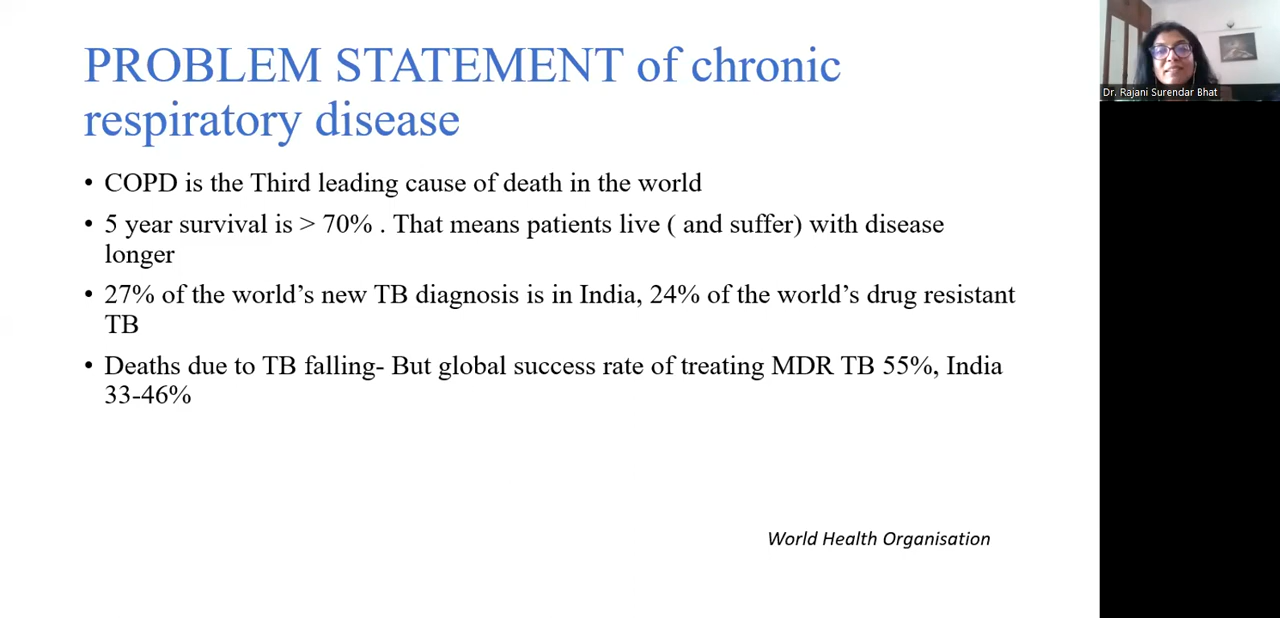 PROBLEM STATEMENT of chronic
respiratory disease
• COPD is the Third leading cause of death in the world
• 5 year survival is > 70% . That means patients live ( and suffer) with disease
longer
• 27% of the world’s new TB diagnosis is in India, 24% of the world’s drug resistant
TB
• Deaths due to TB falling- But global success rate of treating MDR TB 55%, India
33-46%
World Health Organisation
Dr. Rajani Surendar Bhat